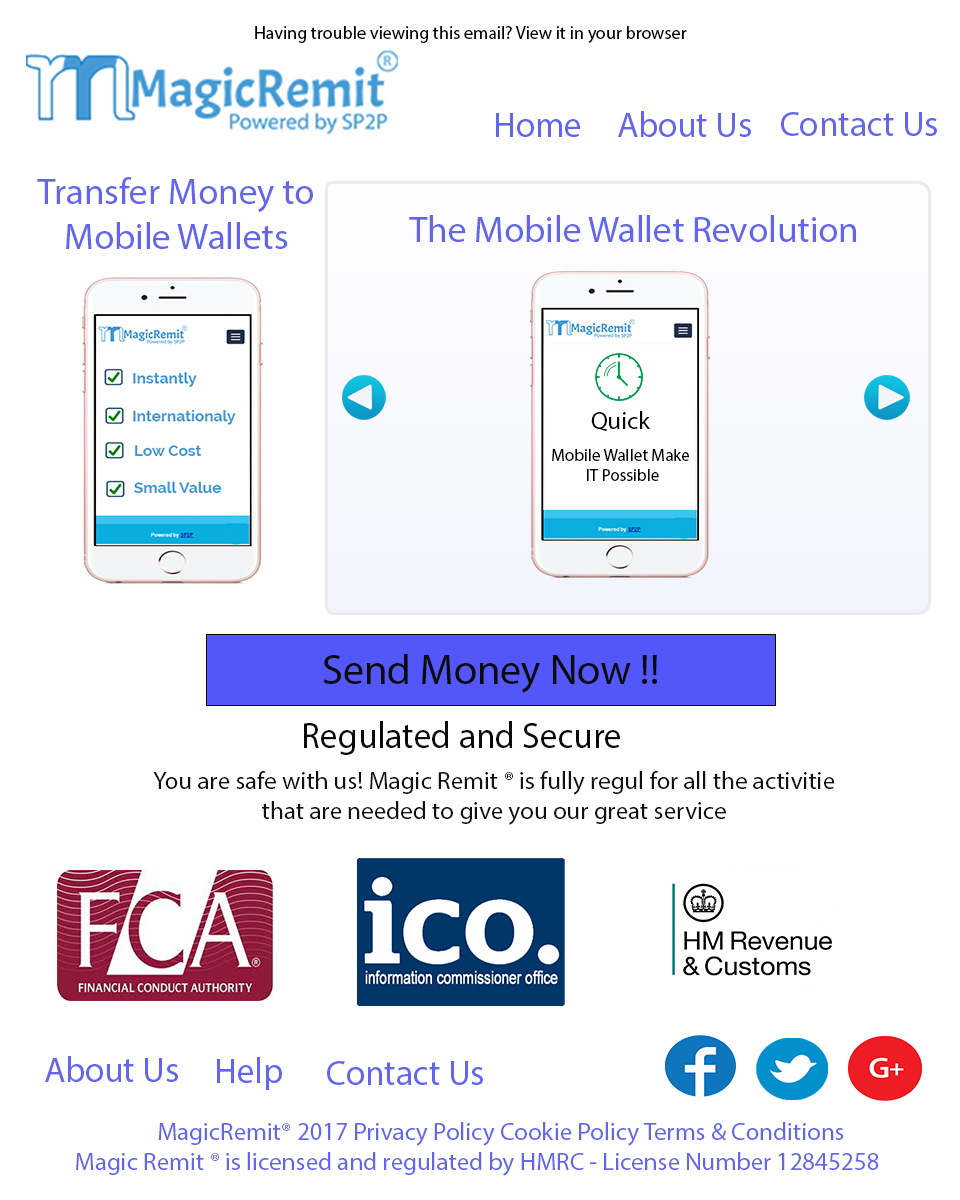 Having trouble viewing this email? View it in your browser
m MagicRemit®
Powered by SP2P
Home About Us Contact Us
Transfer Money to
Mobile Wallets
MagicRemit®
Powered by SP2P
Instantly
Internationaly
Low Cost
Small Value
Powered by SP2P
The Mobile Wallet Revolution
MagicRemit®
Powered by SP2P
Quick
Mobile Wallet Make
IT Possible
Powered by SP2P
Send Money Now !!
Regulated and Secure
You are safe with us! Magic Remit ® is fully regul for all the activitie
that are needed to give you our great service
FCA®
FINANCIAL CONDUCT AUTHORITY
ico.
information commissioner office
HM Revenue
& Customs
About Us Help Contact Us
f G+
MagicRemit® 2017 Privacy Policy Cookie Policy Terms & Conditions
Magic Remit ® is licensed and regulated by HMRC - License Number 12845258